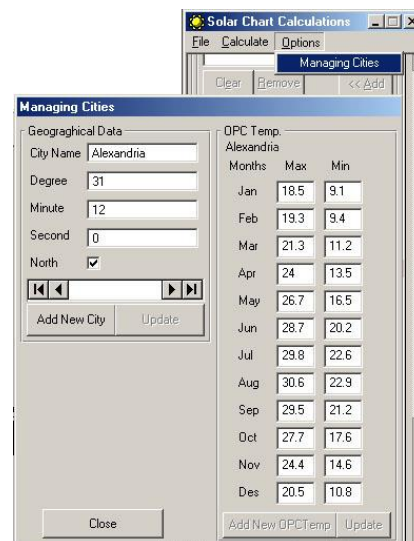 Solar Chart Calculations
File Calculate Options
Managing Cities
Clear Remove << Add
Managing Cities
Geograghical Data
City Name Alexandria
Degree 31
Minute 12
Second 0
North
Add New City Update
Close
OPC Temp.
Alexandria
Months Max Min
Jan 18.5 9.1
Feb 19.3 9.4
Mar 21.3 11.2
Apr 24 13.5
May 26.7 16.5
Jun 28.7 20.2
Jul 29.8 22.6
Aug 30.6 22.9
Sep 29.5 21.2
Oct 27.7 17.6
Nov 24.4 14.6
Des 20.5 10.8
Add New OPCTemp Update